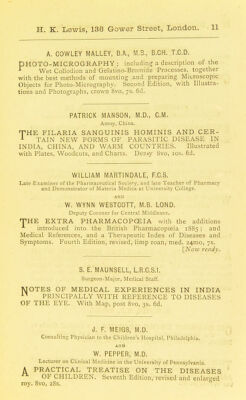 H. K. Lewis, 136 Gower Street, London. 11
A. COWLEY MALLEY, B.A., M.B., B.CH. T.C.D.
PHOTO-MICROGRAPHY; including a description of the
Wet Collodion and Gelatino-Bromide Processes, together
with the best methods of mounting and preparing Microscopic
Objects for Photo-Micrography. Second Edition, with Illustra-
tions and Photographs, crown 8vo, 7s. 6d.
PATRICK MANSON, M.D., C.M.
Amoy, China.
THE FILARIA SANGUINIS HOMINIS AND CER-
TAIN NEW FORMS OF PARASITIC DISEASE IN
INDIA, CHINA, AND WARM COUNTRIES. Illustrated
with Plates, Woodcuts, and Charts. Demy 8vo, 10s. 6d.
WILLIAM MARTINDALE, F.C.S.
Late Examiner of the Pharmaceutical Society, and late Teacher of Pharmacy
and Demonstrator of Materia Medica at University College.
AND
W. WYNN WESTCOTT, M.B. LOND.
Deputy Coroner for Central Middlesex.
THE EXTRA PHARMACOPŒIA with the additions
introduced into the British Pharmacopœia 1885; and
Medical References, and a Therapeutic Index of Diseases and
Symptoms. Fourth Edition, revised, limp roan, med. 24mo, 7s.
[Now ready.
S. E. MAUNSELL, L.R.C.S.I.
Surgeon-Major, Medical Staff.
NOTES OF MEDICAL EXPERIENCES IN INDIA
PRINCIPALLY WITH REFERENCE TO DISEASES
OF THE EYE. With Map, post 8vo, 3s. 6d.
J. F. MEIGS, M.D.
Consulting Physician to the Children's Hospital, Philadelphia.
AND
W. PEPPER, M.D.
Lecturer on Clinical Medicine in the University of Pennsylvania.
A PRACTICAL TREATISE ON THE DISEASES
OF CHILDREN. Seventh Edition, revised and enlarged
roy. 8vo, 28s.